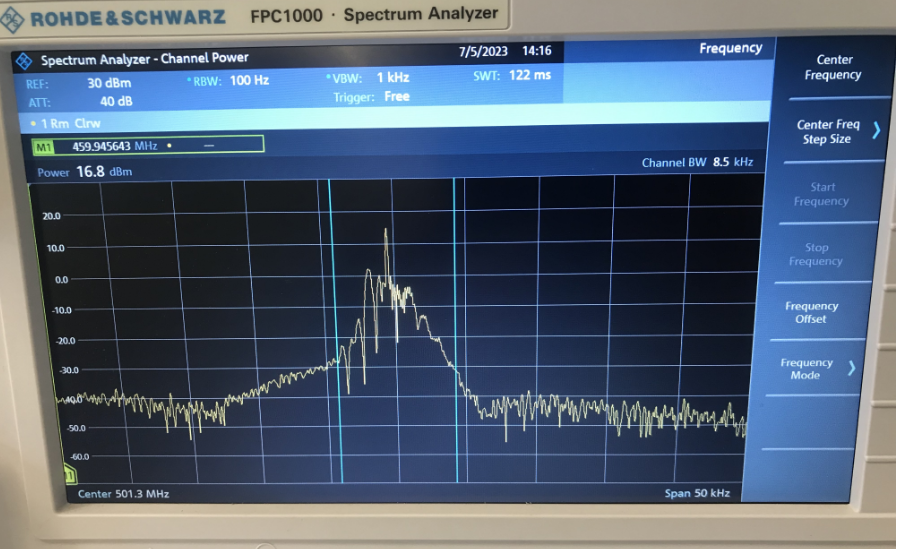 ROHDE&SCHWARZ FPC1000 · Spectrum Analyzer
Spectrum Analyzer - Channel Power 7/5/2023 14:16 Frequency
REF: 30 dBm *RBW: 100 Hz *VBW: 1 kHz SWT: 122 ms
ATT: 40 dB Trigger: Free
• 1 Rm Clrw
M1 459.945643 MHz • —
Power 16.8 dBm Channel BW 8.5 kHz
20.0
10.0
0.0
-10.0
-20.0
-30.0
-40.0
-50.0
-60.0
Center 501.3 MHz Span 50 kHz
Center
Frequency
Center Freq
Step Size
Start
Frequency
Stop
Frequency
Frequency
Offset
Frequency
Mode